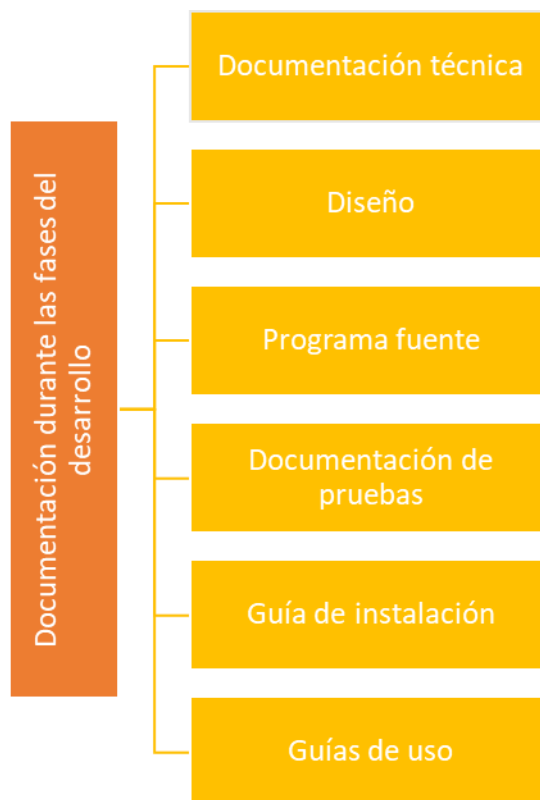 Documentación durante las fases del
desarrollo
Documentación técnica
Diseño
Programa fuente
Documentación de
pruebas
Guía de instalación
Guías de uso